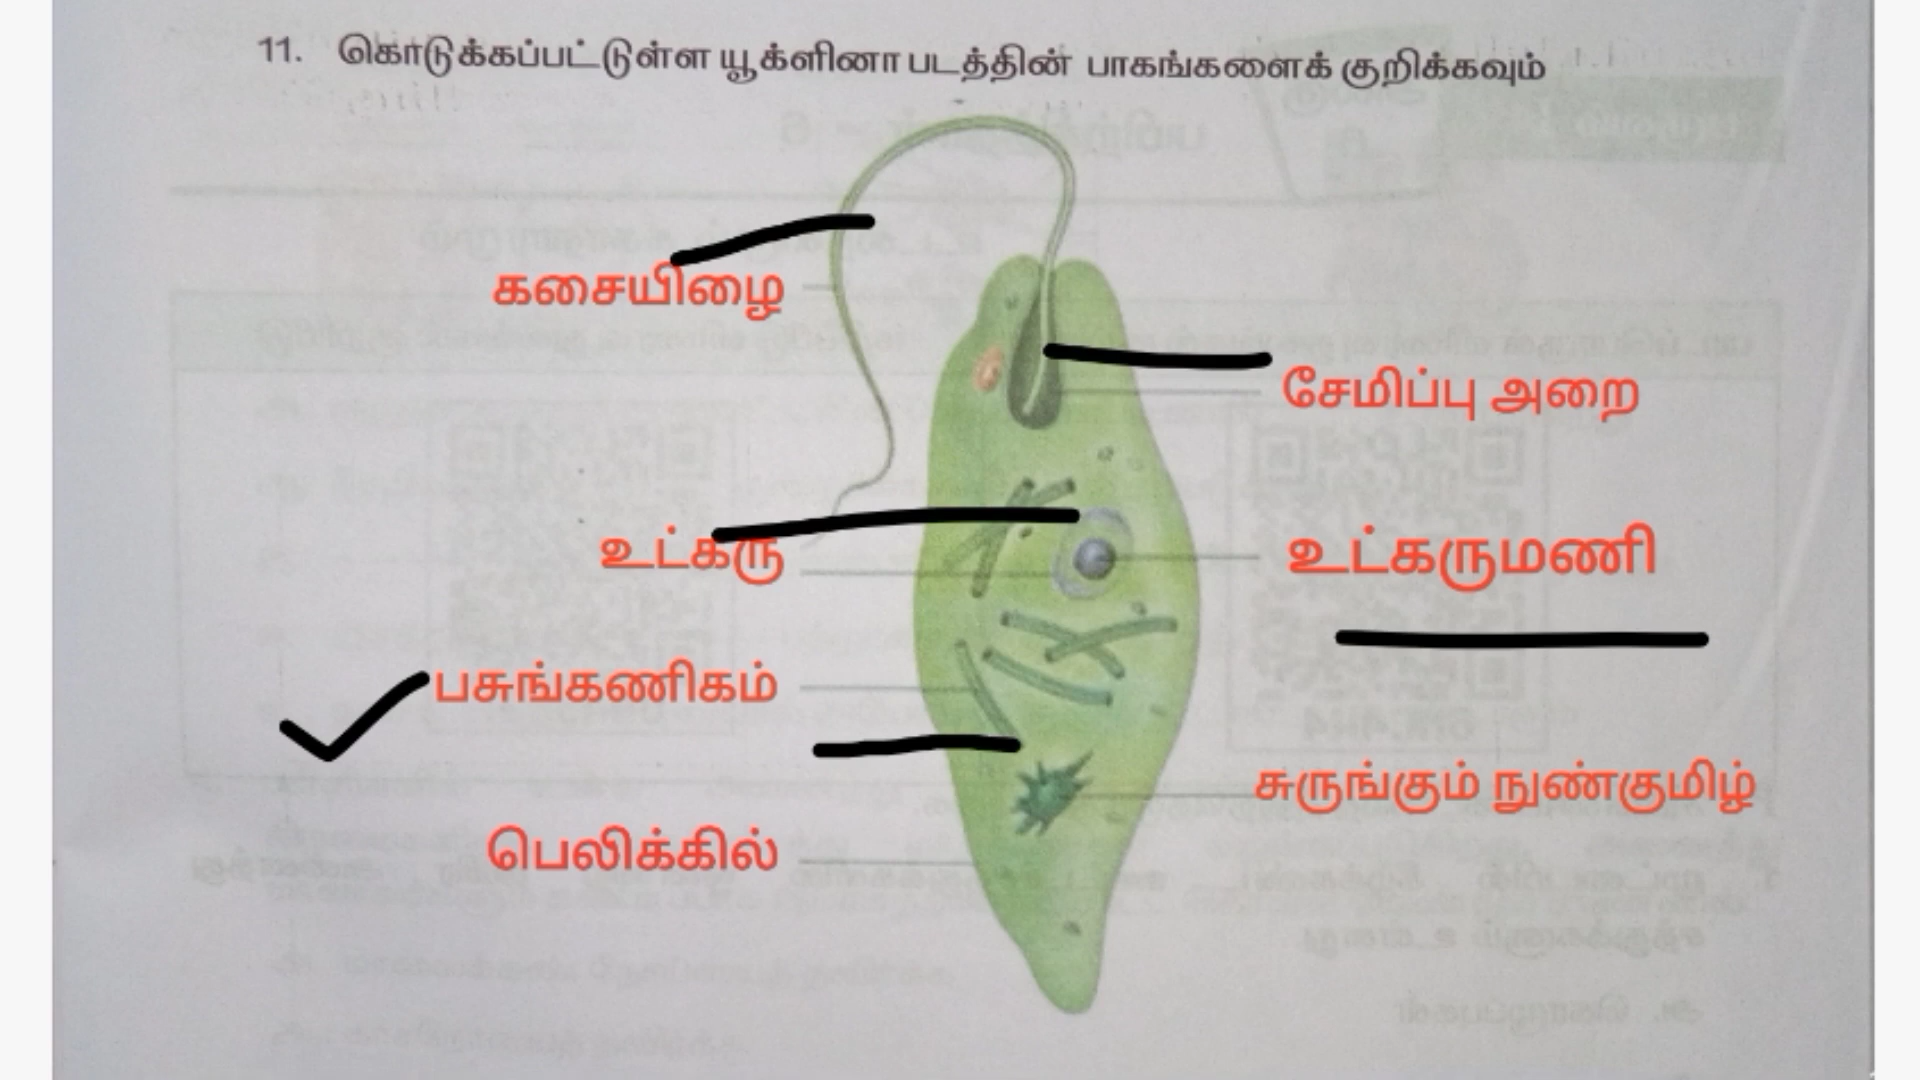 11. கொடுக்கப்பட்டுள்ள யூக்ளினா படத்தின் பாகங்களைக் குறிக்கவும்
கசையிழை
சேமிப்பு அறை
உட்கரு
உட்கருமணி
பசுங்கணிகம்
சுருங்கும் நுண்குமிழ்
பெலிக்கில்